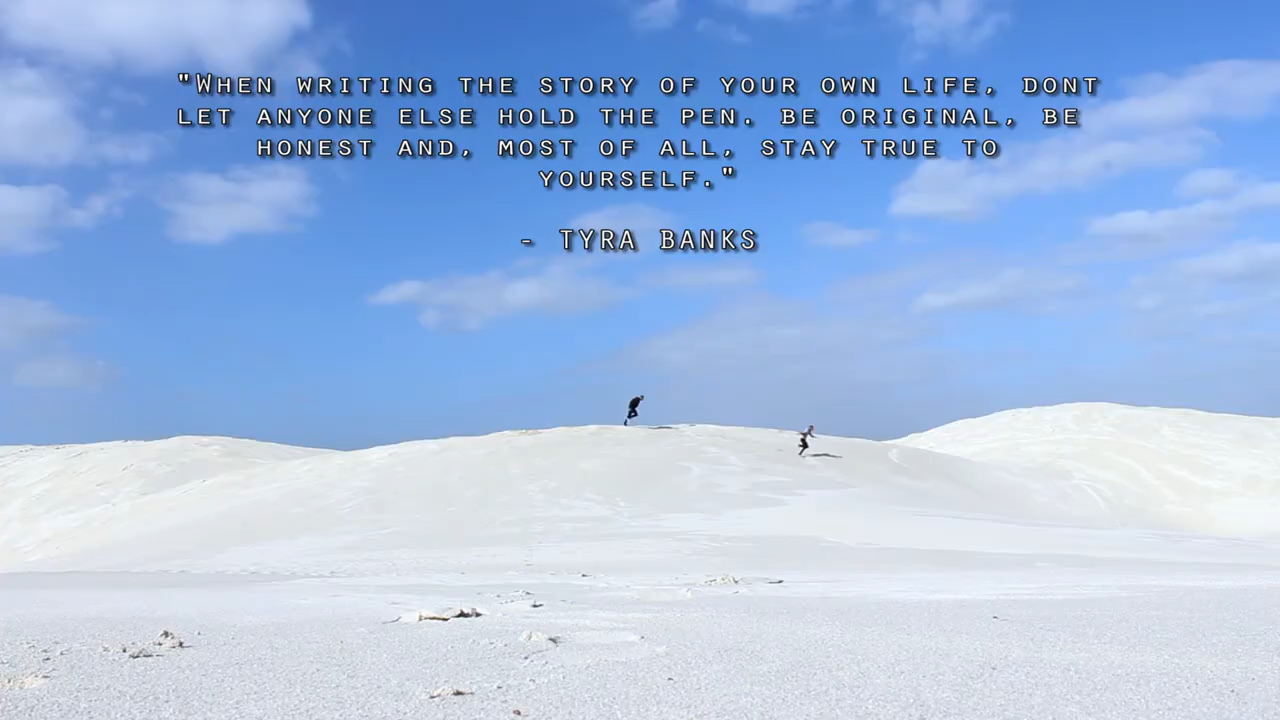 "When writing the story of your own life, dont
let anyone else hold the pen. Be original, be
honest and, most of all, stay true to
yourself."
- TYRA BANKS